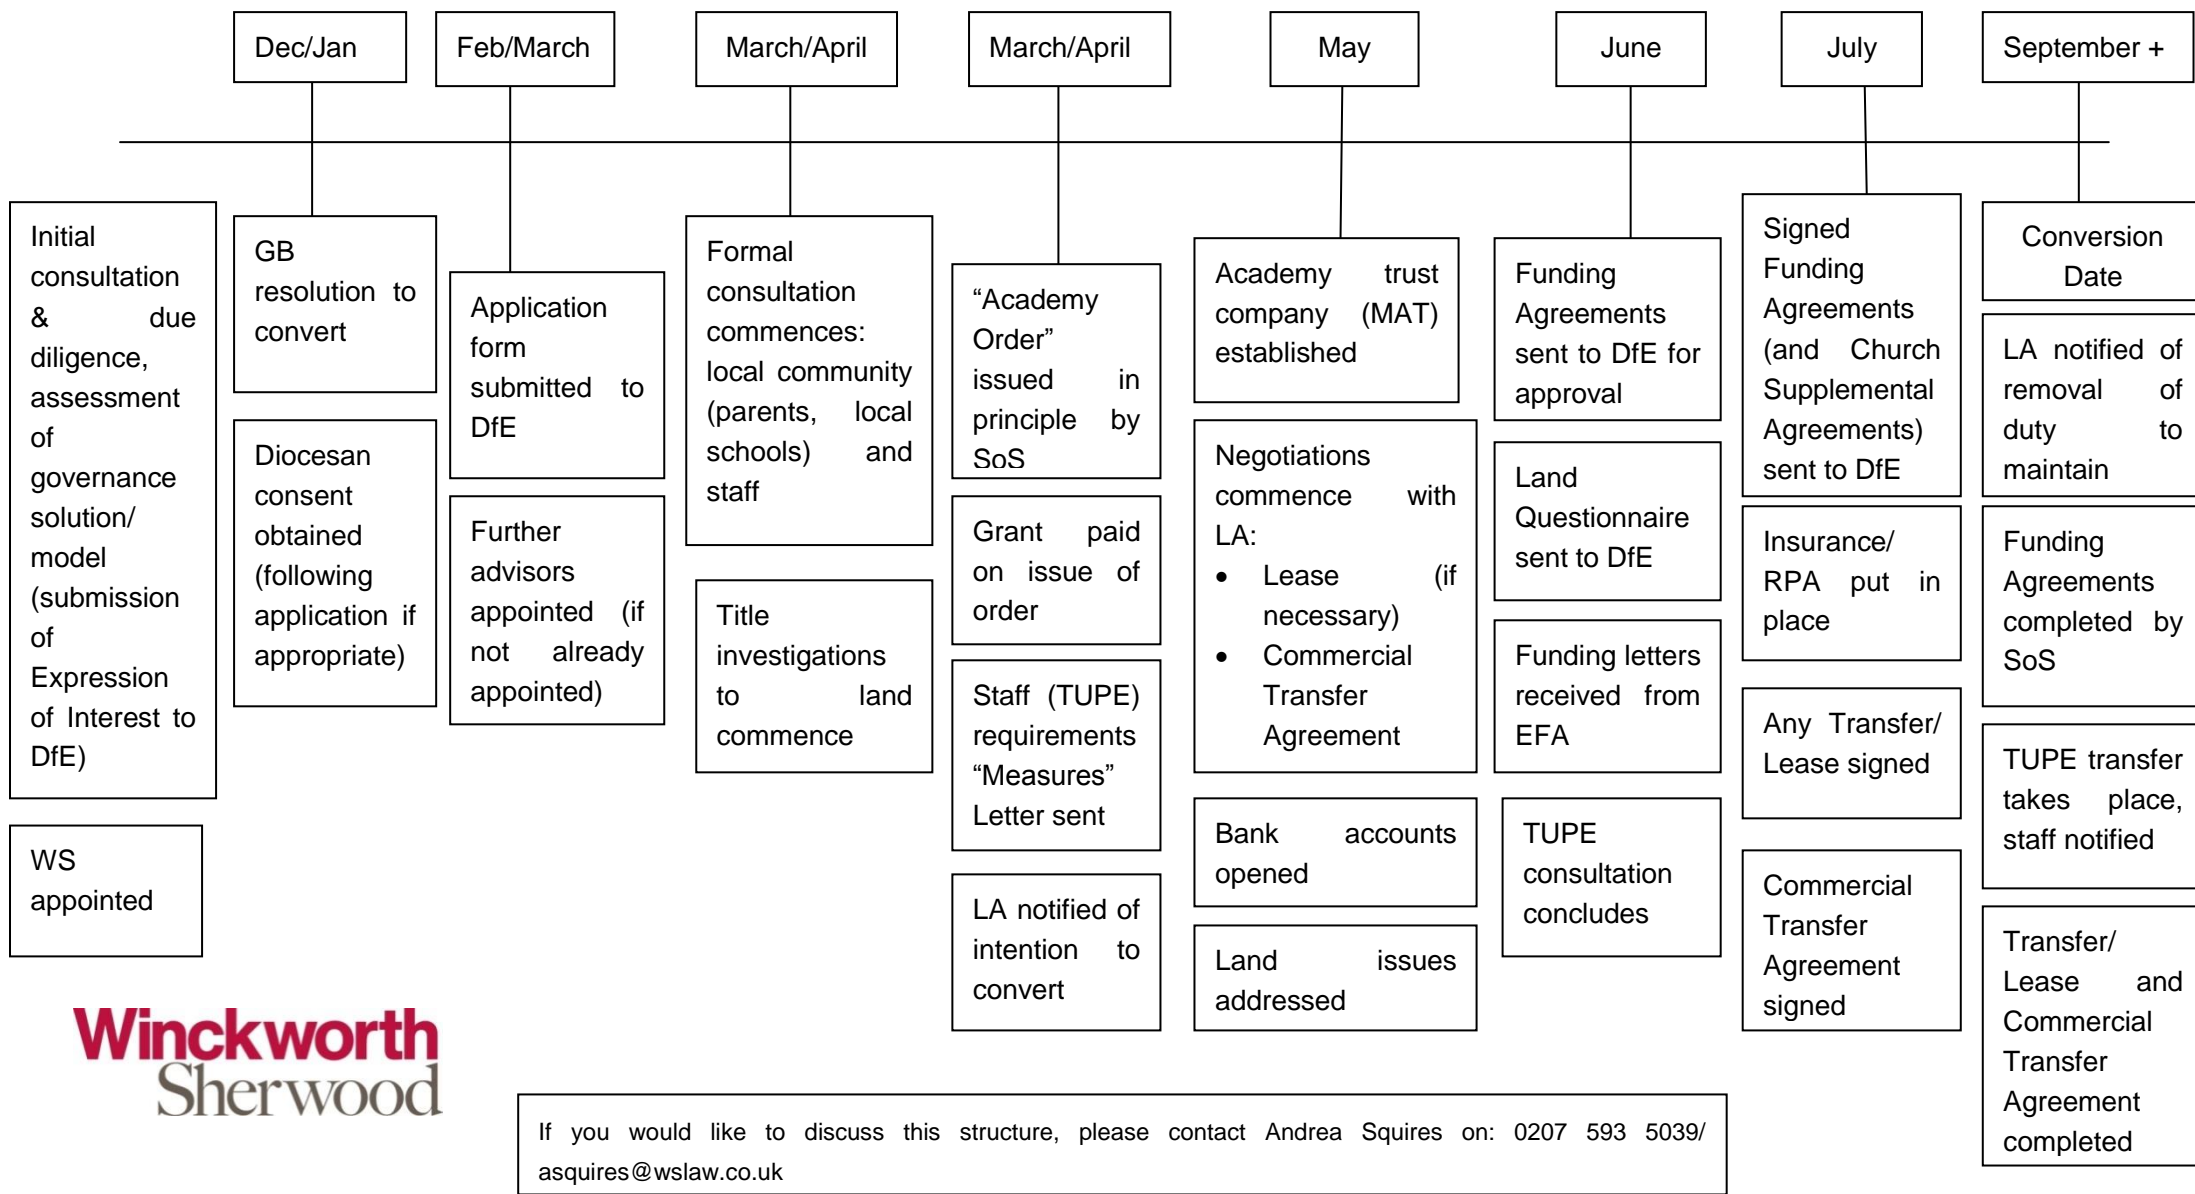 Dec/Jan
Feb/March
March/April
March/April
May
June
July
September +
Initial
consultation
& due
diligence,
assessment
of
governance
solution/
model
(submission
of
Expression
of Interest to
DfE)
WS
appointed
GB
resolution to
convert
Diocesan
consent
obtained
(following
application if
appropriate)
Application
form
submitted to
DfE
Further
advisors
appointed (if
not already
appointed)
Formal
consultation
commences:
local community
(parents, local
schools) and
staff
Title
investigations
to land
commence
“Academy
Order”
issued in
principle by
SoS
Grant paid
on issue of
order
Staff (TUPE)
requirements
“Measures”
Letter sent
LA notified of
intention to
convert
Academy trust
company (MAT)
established
Negotiations
commence with
LA:
• Lease (if
necessary)
• Commercial
Transfer
Agreement
Bank accounts
opened
Land issues
addressed
Funding
Agreements
sent to DfE for
approval
Land
Questionnaire
sent to DfE
Funding letters
received from
EFA
TUPE
consultation
concludes
Signed
Funding
Agreements
(and Church
Supplemental
Agreements)
sent to DfE
Insurance/
RPA put in
place
Any Transfer/
Lease signed
Commercial
Transfer
Agreement
signed
Conversion
Date
LA notified of
removal of
duty to
maintain
Funding
Agreements
completed by
SoS
TUPE transfer
takes place,
staff notified
Transfer/
Lease and
Commercial
Transfer
Agreement
completed
Winckworth
Sherwood
If you would like to discuss this structure, please contact Andrea Squires on: 0207 593 5039/
asquires@wslaw.co.uk